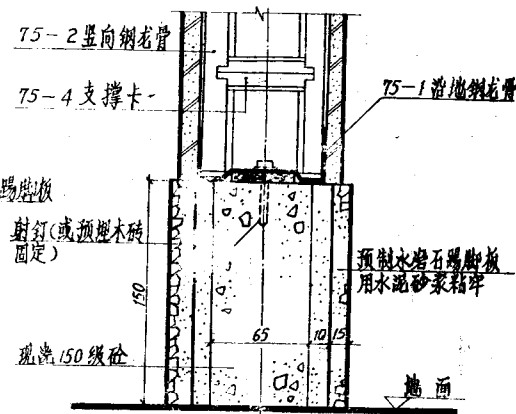 75-2竖向钢龙骨
75-4支撑卡
75-1沿地钢龙骨
踢脚板
射钉(或预埋木砖
固定)
150
预制水磨石踢脚板
用水泥砂浆粘牢
65
10
15
现浇150级砼
地面